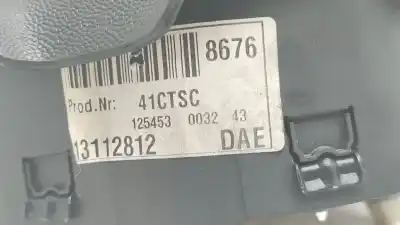 8676
Prod.Nr: 41CTSC
125453 0032 43
13112812 DAE